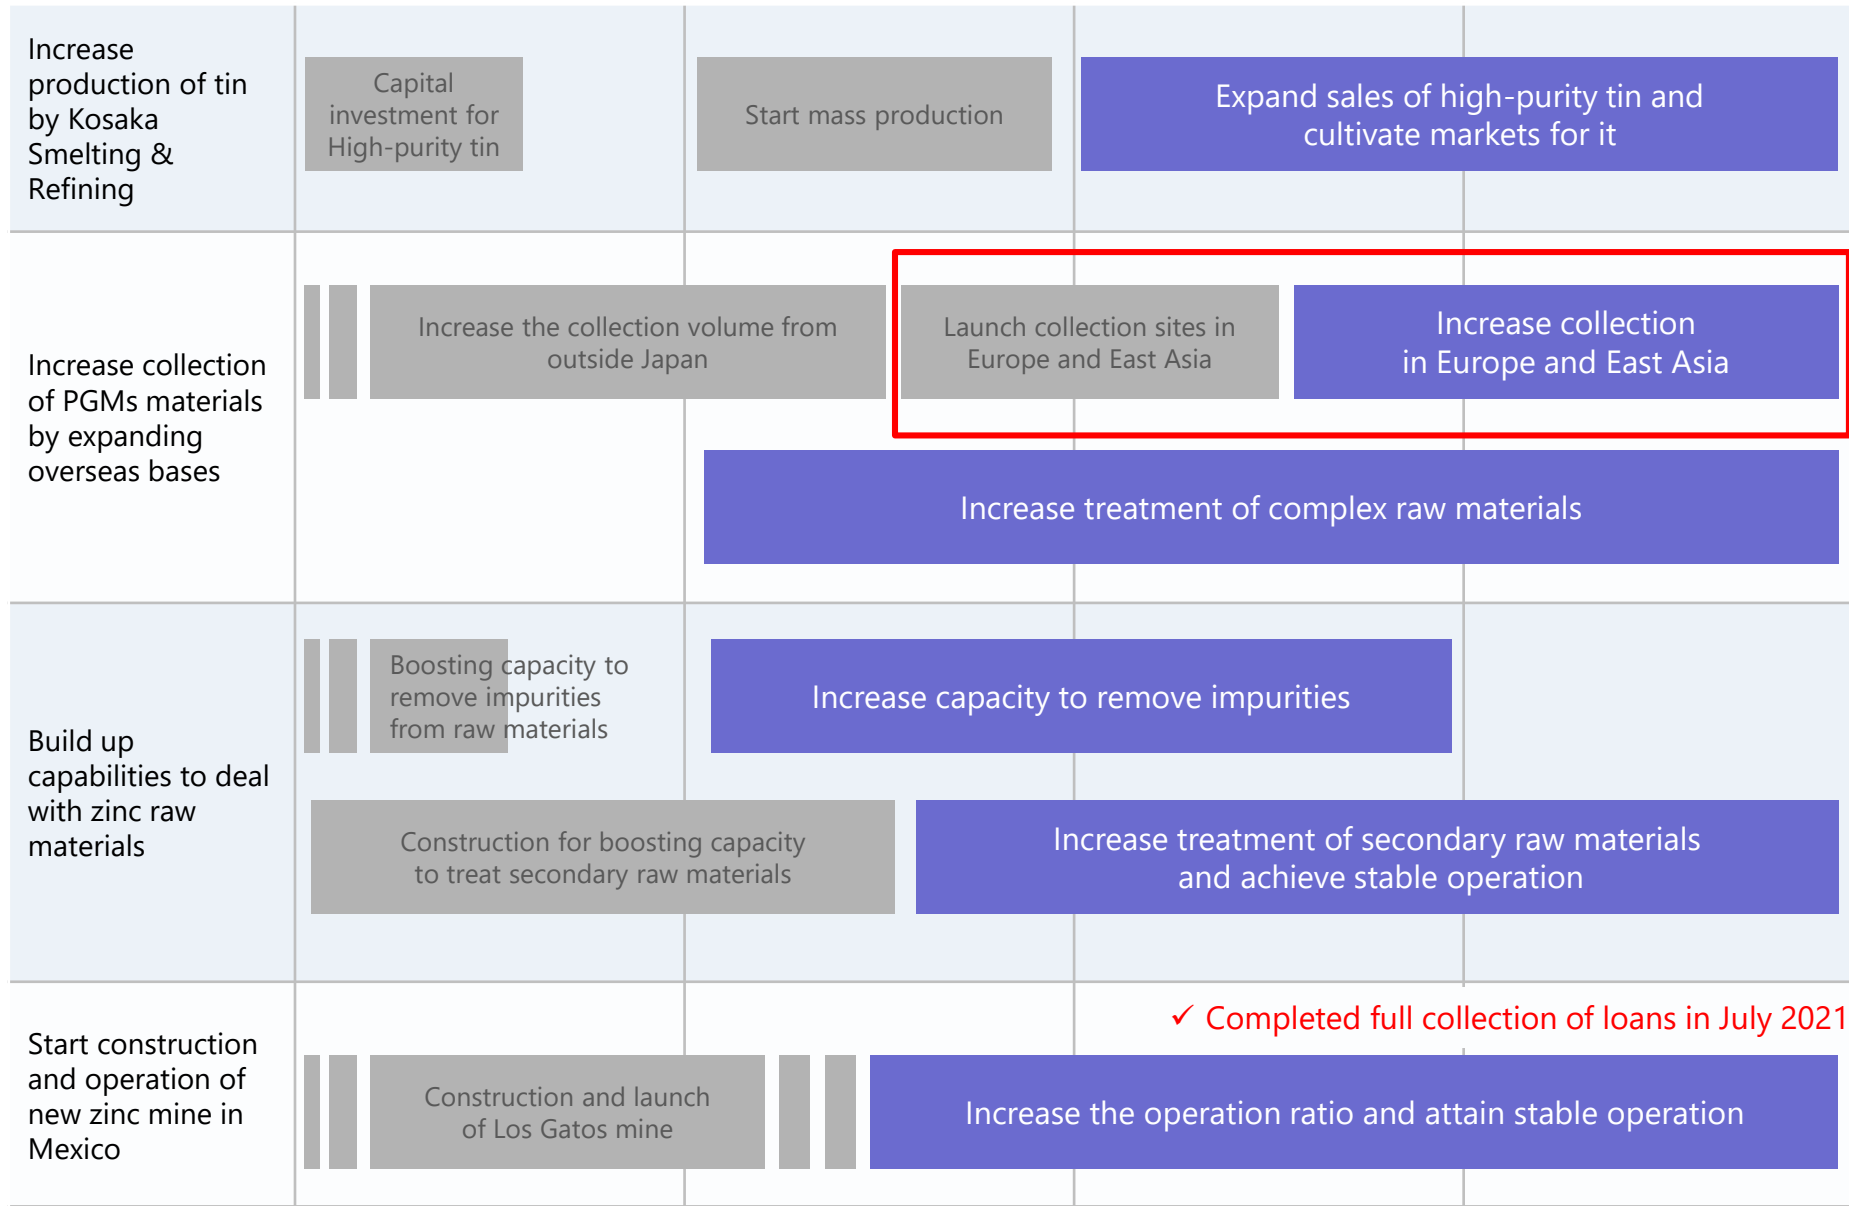 Increase
production of tin
by Kosaka
Smelting &
Refining
Capital
investment for
High-purity tin
Start mass production
Expand sales of high-purity tin and
cultivate markets for it
Increase collection
of PGMs materials
by expanding
overseas bases
Increase the collection volume from
outside Japan
Launch collection sites in
Europe and East Asia
Increase collection
in Europe and East Asia
Increase treatment of complex raw materials
Build up
capabilities to deal
with zinc raw
materials
Boosting capacity to
remove impurities
from raw materials
Increase capacity to remove impurities
Construction for boosting capacity
to treat secondary raw materials
Increase treatment of secondary raw materials
and achieve stable operation
Start construction
and operation of
new zinc mine in
Mexico
✓ Completed full collection of loans in July 2021
Construction and launch
of Los Gatos mine
Increase the operation ratio and attain stable operation